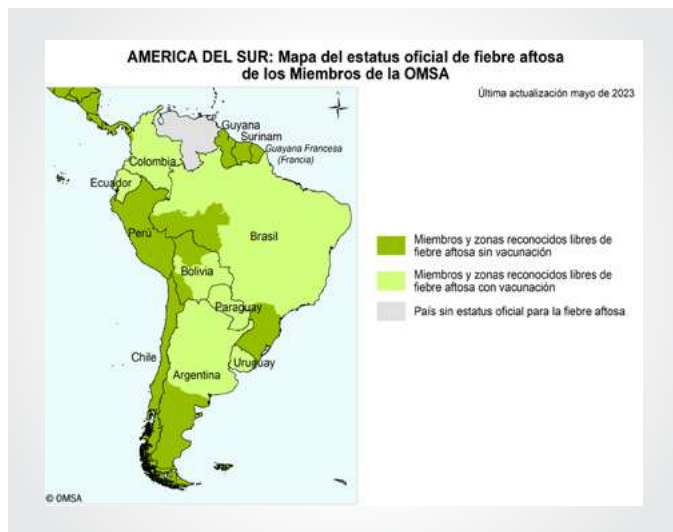 AMERICA DEL SUR: Mapa del estatus oficial de fiebre aftosa
de los Miembros de la OMSA
Última actualización mayo de 2023
Guyana
Surinam
Guayana Francesa
(Francia)
Colombia
Ecuador
Perú
Brasil
Bolivia
Paraguay
Chile
Uruguay
Argentina
Miembros y zonas reconocidos libres de
fiebre aftosa sin vacunación
Miembros y zonas reconocidos libres de
fiebre aftosa con vacunación
País sin estatus oficial para la fiebre aftosa
© OMSA